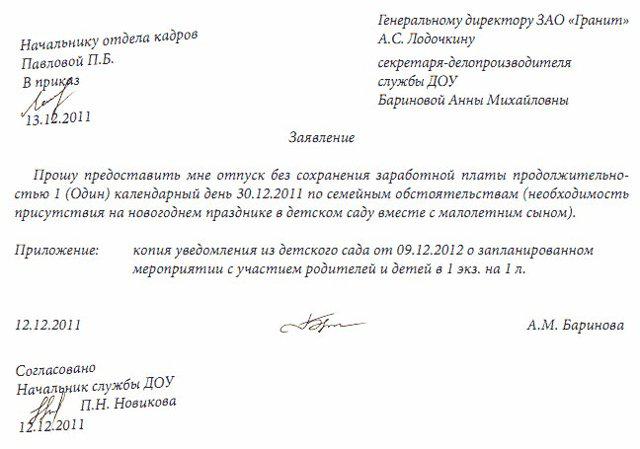 Начальнику отдела кадров
Павловой П.Б.
В приказ
13.12.2011
Генеральному директору ЗАО «Гранит»
А.С. Лодочкину
секретаря-делопроизводителя
службы ДОУ
Бариновой Анны Михайловны
Заявление
Прошу предоставить мне отпуск без сохранения заработной платы продолжительно-
стью 1 (Один) календарный день 30.12.2011 по семейным обстоятельствам (необходимость
присутствия на новогоднем празднике в детском саду вместе с малолетним сыном).
Приложение: копия уведомления из детского сада от 09.12.2012 о запланированном
мероприятии с участием родителей и детей в 1 экз. на 1 л.
12.12.2011 А.М. Баринова
Согласовано
Начальник службы ДОУ
П.Н. Новикова
12.12.2011